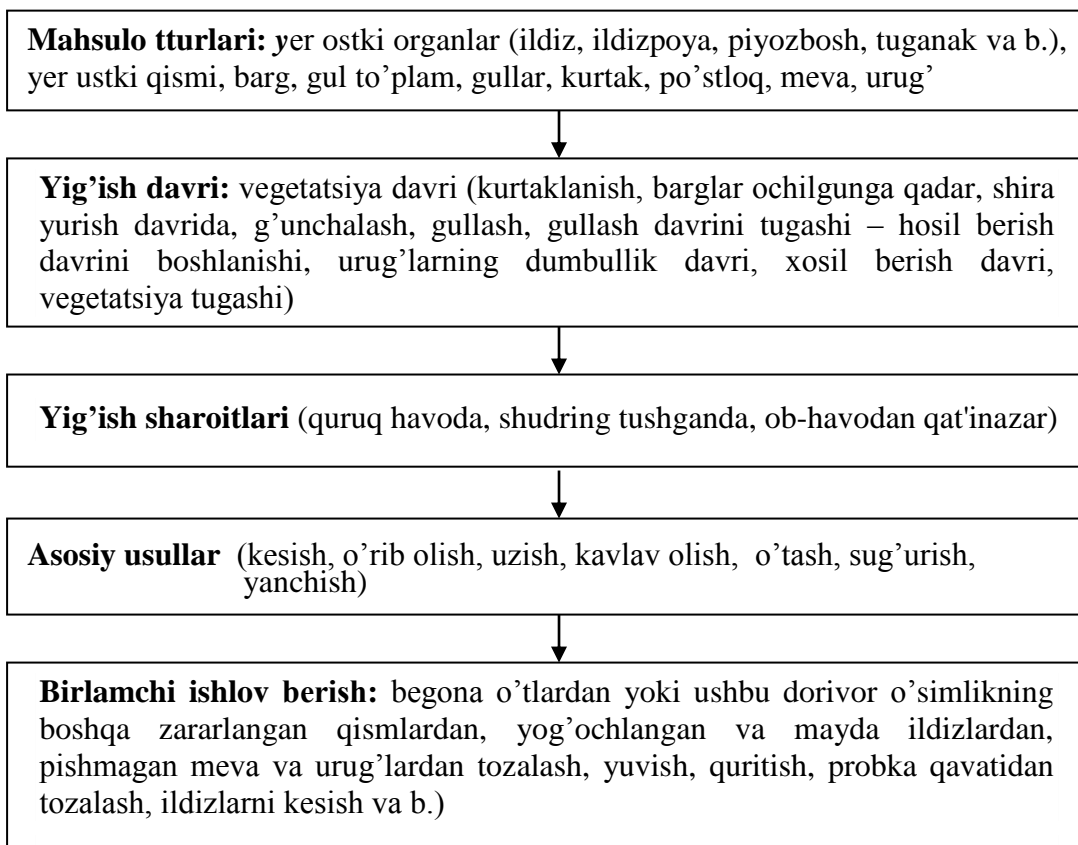 Mahsulo tturlari: yer ostki organlar (ildiz, ildizpoya, piyozbosh, tuganak va b.),
yer ustki qismi, barg, gul to’plam, gullar, kurtak, po’stloq, meva, urug’
Yig’ish davri: vegetatsiya davri (kurtaklanish, barglar ochilgunga qadar, shira
yurish davrida, g’unchalash, gullash, gullash davrini tugashi – hosil berish
davrini boshlanishi, urug’larning dumbullik davri, xosil berish davri,
vegetatsiya tugashi)
Yig’ish sharoitlari (quruq havoda, shudring tushganda, ob-havodan qat'inazar)
Asosiy usullar (kesish, o’rib olish, uzish, kavlav olish, o’tash, sug’urish,
yanchish)
Birlamchi ishlov berish: begona o’tlardan yoki ushbu dorivor o’simlikning
boshqa zararlangan qismlardan, yog’ochlangan va mayda ildizlardan,
pishmagan meva va urug’lardan tozalash, yuvish, quritish, probka qavatidan
tozalash, ildizlarni kesish va b.)